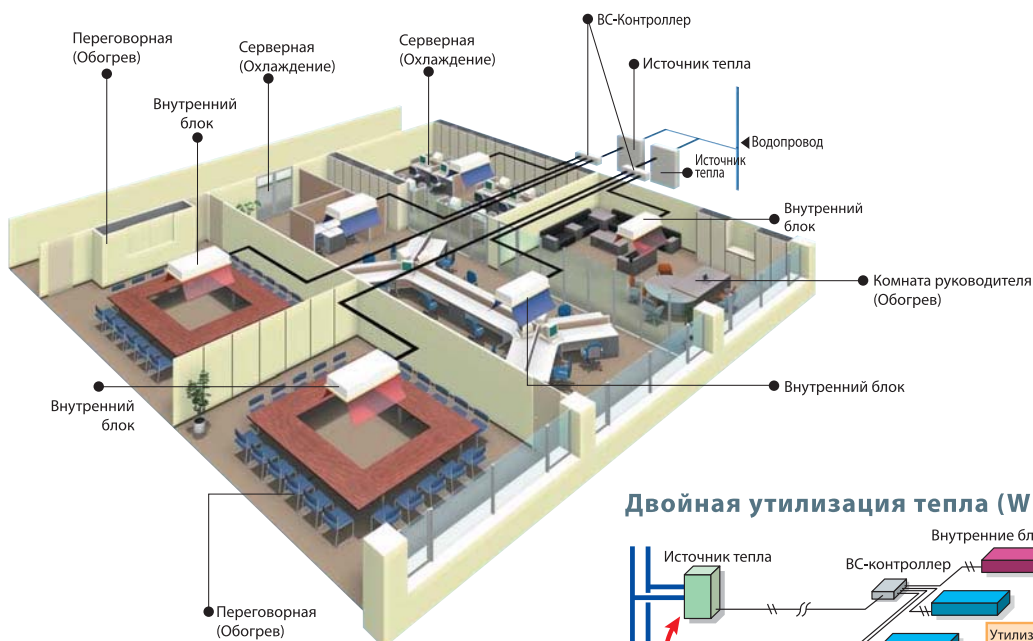 ВС-Контроллер
Переговорная
(Обогрев)
Серверная
(Охлаждение)
Серверная
(Охлаждение)
Источник тепла
Внутренний
блок
Водопровод
Источник
тепла
Внутренний
блок
Комната руководителя
(Обогрев)
Внутренний блок
Внутренний
блок
Переговорная
(Обогрев)
Двойная утилизация тепла (W
Внутренние бл
Источник тепла
ВС-контроллер
Утилиз